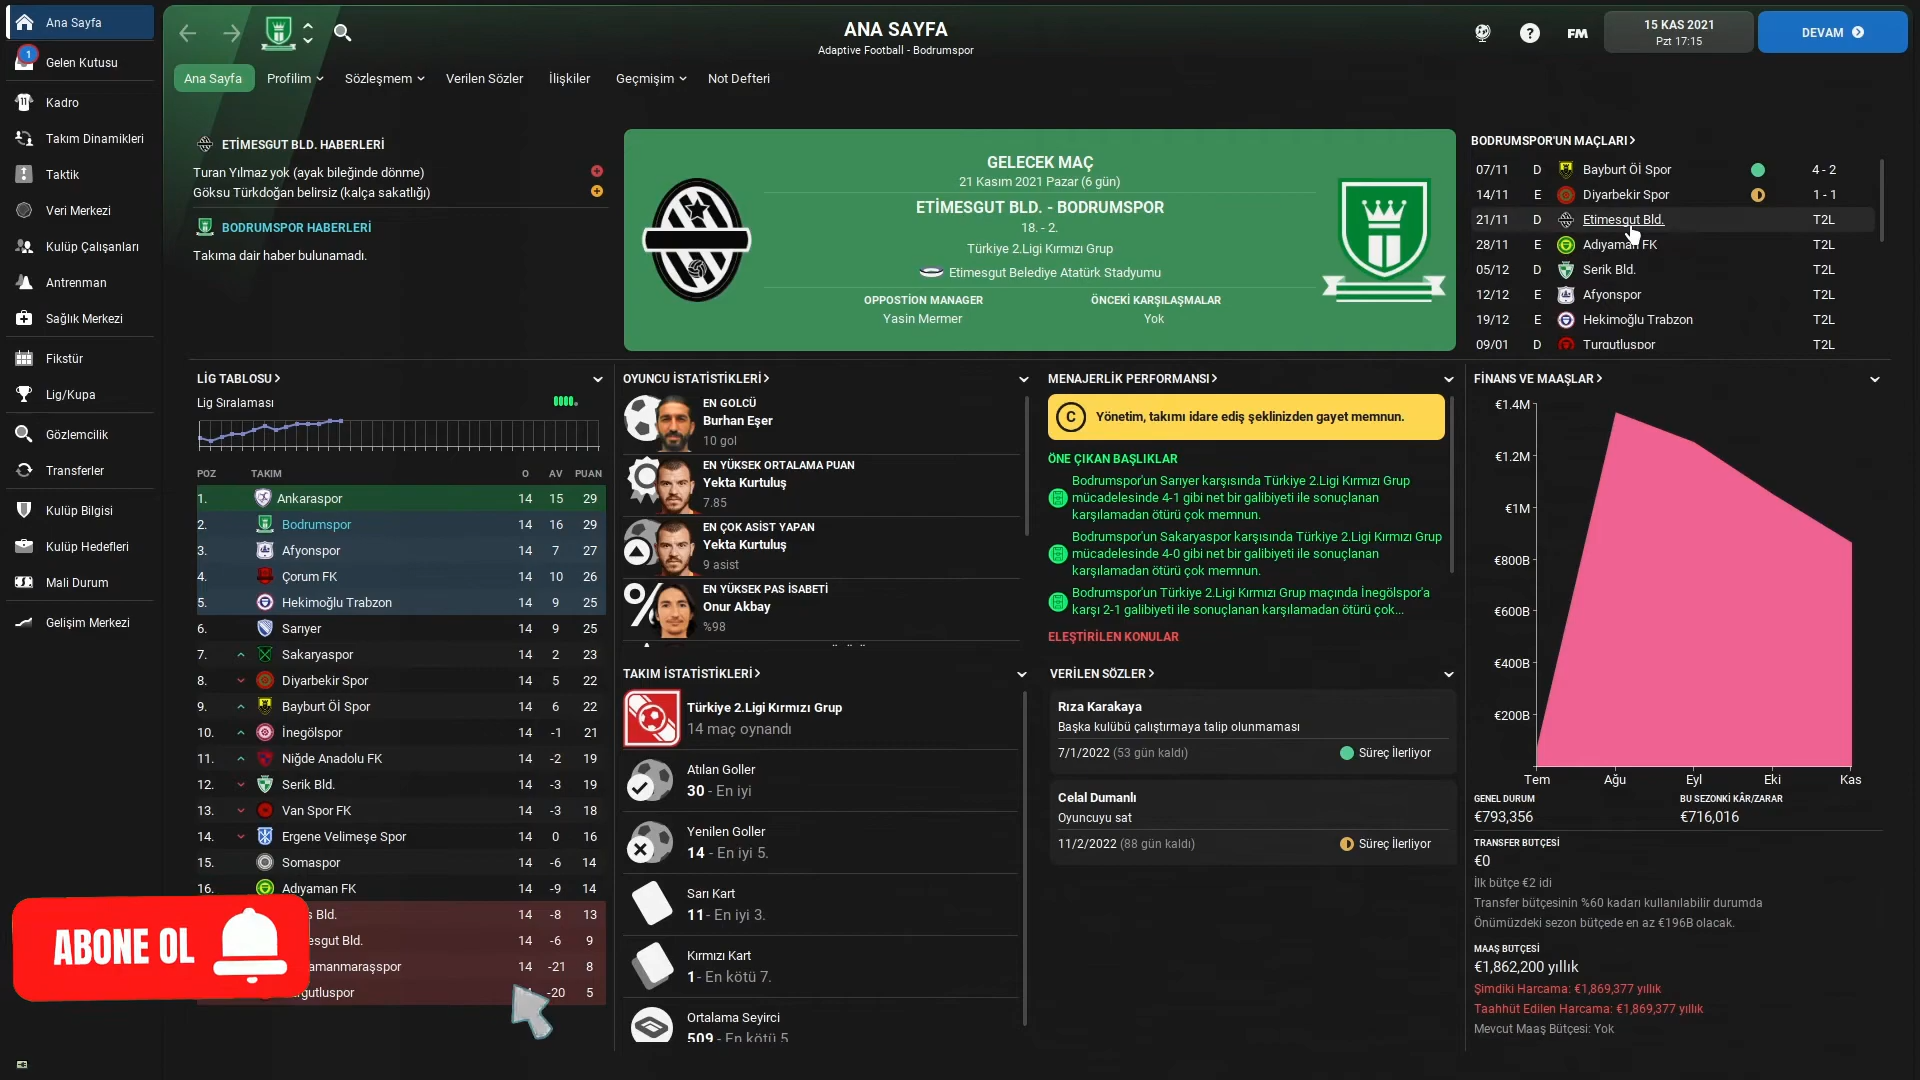 Ana Sayfa
1
Gelen Kutusu
Kadro
Takım Dinamikleri
Taktik
Veri Merkezi
Kulüp Çalışanları
Antrenman
Sağlık Merkezi
Fikstür
Lig/Kupa
Gözlemcilik
Transferler
Kulüp Bilgisi
Kulüp Hedefleri
Mali Durum
Gelişim Merkezi
ANA SAYFA
Adaptive Football - Bodrumspor
FM
15 KAS 2021
Pzt 17:15
DEVAM
Ana Sayfa Profilim Sözleşmem Verilen Sözler İlişkiler Geçmişim Not Defteri
ETİMESGUT BLD. HABERLERİ
Turan Yılmaz yok (ayak bileğinde dönme)
Göksu Türkdoğan belirsiz (kalça sakatlığı)
BODRUMSPOR HABERLERİ
Takıma dair haber bulunamadı.
GELECEK MAÇ
21 Kasım 2021 Pazar (6 gün)
ETİMESGUT BLD. - BODRUMSPOR
18. - 2.
Türkiye 2.Ligi Kırmızı Grup
Etimesgut Belediye Atatürk Stadyumu
OPPOSTİON MANAGER ÖNCEKİ KARŞILAŞMALAR
Yasin Mermer Yok
BODRUMSPOR'UN MAÇLARI
07/11 D Bayburt Öİ Spor 4 - 2
14/11 E Diyarbekir Spor 1 - 1
21/11 D Etimesgut Bld. T2L
28/11 E Adıyaman FK T2L
05/12 D Serik Bld. T2L
12/12 E Afyonspor T2L
19/12 E Hekimoğlu Trabzon T2L
09/01 D Turgutluspor T2L
LİG TABLOSU
Lig Sıralaması
POZ TAKIM O AV PUAN
1. Ankaraspor 14 15 29
2. Bodrumspor 14 16 29
3. Afyonspor 14 7 27
4. Çorum FK 14 10 26
5. Hekimoğlu Trabzon 14 9 25
6. Sarıyer 14 9 25
7. Sakaryaspor 14 2 23
8. Diyarbekir Spor 14 5 22
9. Bayburt Öİ Spor 14 6 22
10. İnegölspor 14 -1 21
11. Niğde Anadolu FK 14 -2 19
12. Serik Bld. 14 -3 19
13. Van Spor FK 14 -3 18
14. Ergene Velimeşe Spor 14 0 16
15. Somaspor 14 -6 14
16. Adıyaman FK 14 -9 14
s Bld. 14 -8 13
esgut Bld. 14 -6 9
amanmaraşspor 14 -21 8
rgutluspor -20 5
ABONE OL
OYUNCU İSTATİSTİKLERİ
EN GOLCÜ
Burhan Eşer
10 gol
EN YÜKSEK ORTALAMA PUAN
Yekta Kurtuluş
7.85
EN ÇOK ASİST YAPAN
Yekta Kurtuluş
9 asist
EN YÜKSEK PAS İSABETİ
Onur Akbay
%98
TAKIM İSTATİSTİKLERİ
Türkiye 2.Ligi Kırmızı Grup
14 maç oynandı
Atılan Goller
30 - En iyi
Yenilen Goller
14 - En iyi 5.
Sarı Kart
11 - En iyi 3.
Kırmızı Kart
1 - En kötü 7.
Ortalama Seyirci
509 - En kötü 5
MENAJERLİK PERFORMANSI
C Yönetim, takımı idare ediş şeklinizden gayet memnun.
ÖNE ÇIKAN BAŞLIKLAR
Bodrumspor'un Sarıyer karşısında Türkiye 2.Ligi Kırmızı Grup
mücadelesinde 4-1 gibi net bir galibiyeti ile sonuçlanan
karşılamadan ötürü çok memnun.
Bodrumspor'un Sakaryaspor karşısında Türkiye 2.Ligi Kırmızı Grup
mücadelesinde 4-0 gibi net bir galibiyeti ile sonuçlanan
karşılamadan ötürü çok memnun.
Bodrumspor'un Türkiye 2.Ligi Kırmızı Grup maçında İnegölspor'a
karşı 2-1 galibiyeti ile sonuçlanan karşılamadan ötürü çok...
ELEŞTİRİLEN KONULAR
VERİLEN SÖZLER
Rıza Karakaya
Başka kulübü çalıştırmaya talip olunmaması
7/1/2022 (53 gün kaldı) Süreç İlerliyor
Celal Dumanlı
Oyuncuyu sat
11/2/2022 (88 gün kaldı) Süreç İlerliyor
FİNANS VE MAAŞLAR
€1.4M
€1.2M
€1M
€800B
€600B
€400B
€200B
Tem Ağu Eyl Eki Kas
GENEL DURUM BU SEZONKİ KÂR/ZARAR
€793,356 €716,016
TRANSFER BÜTÇESİ
€0
İlk bütçe €2 idi
Transfer bütçesinin %60 kadarı kullanılabilir durumda
Önümüzdeki sezon bütçede en az €196B olacak.
MAAŞ BÜTÇESİ
€1,862,200 yıllık
Şimdiki Harcama: €1,869,377 yıllık
Taahhüt Edilen Harcama: €1,869,377 yıllık
Mevcut Maaş Bütçesi: Yok